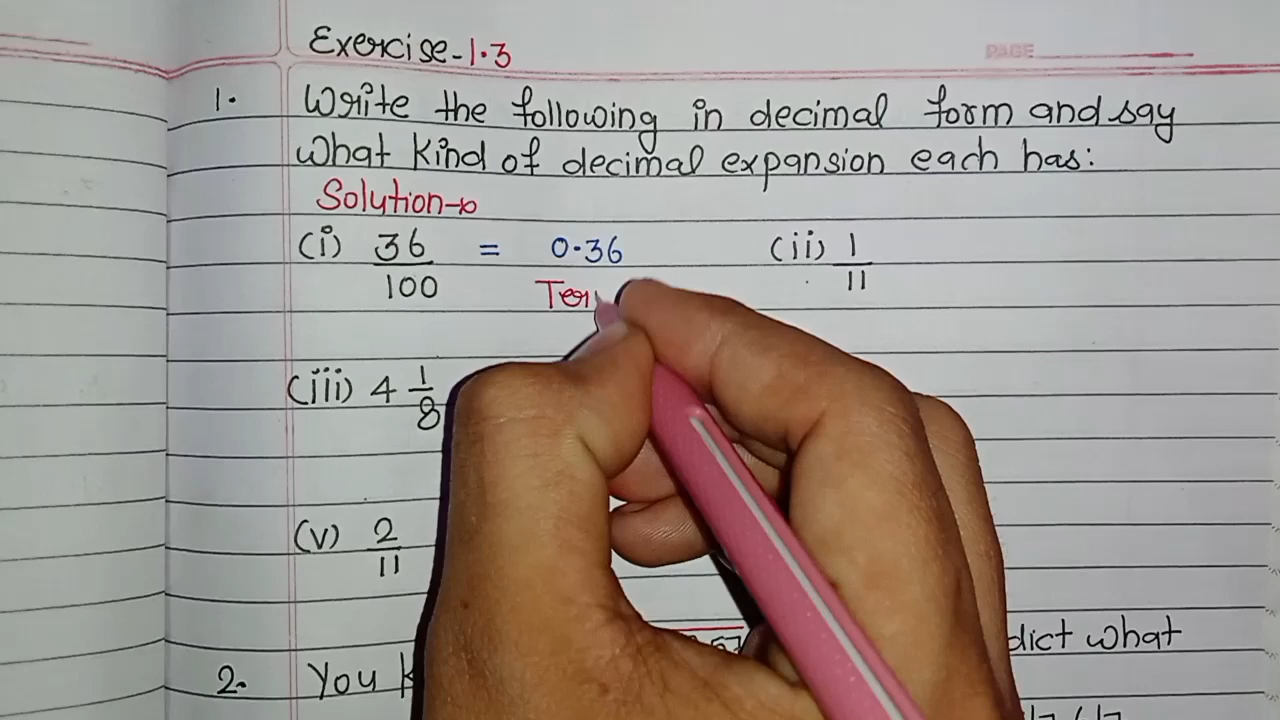 Exercise-1.3
PAGE
1. Write the following in decimal form and say
what kind of decimal expansion each has:
Solution→
(i) 36/100 = 0.36 (ii) 1/11
Ter
(iii) 4 1/8
(v) 2/11
dict what
2. You